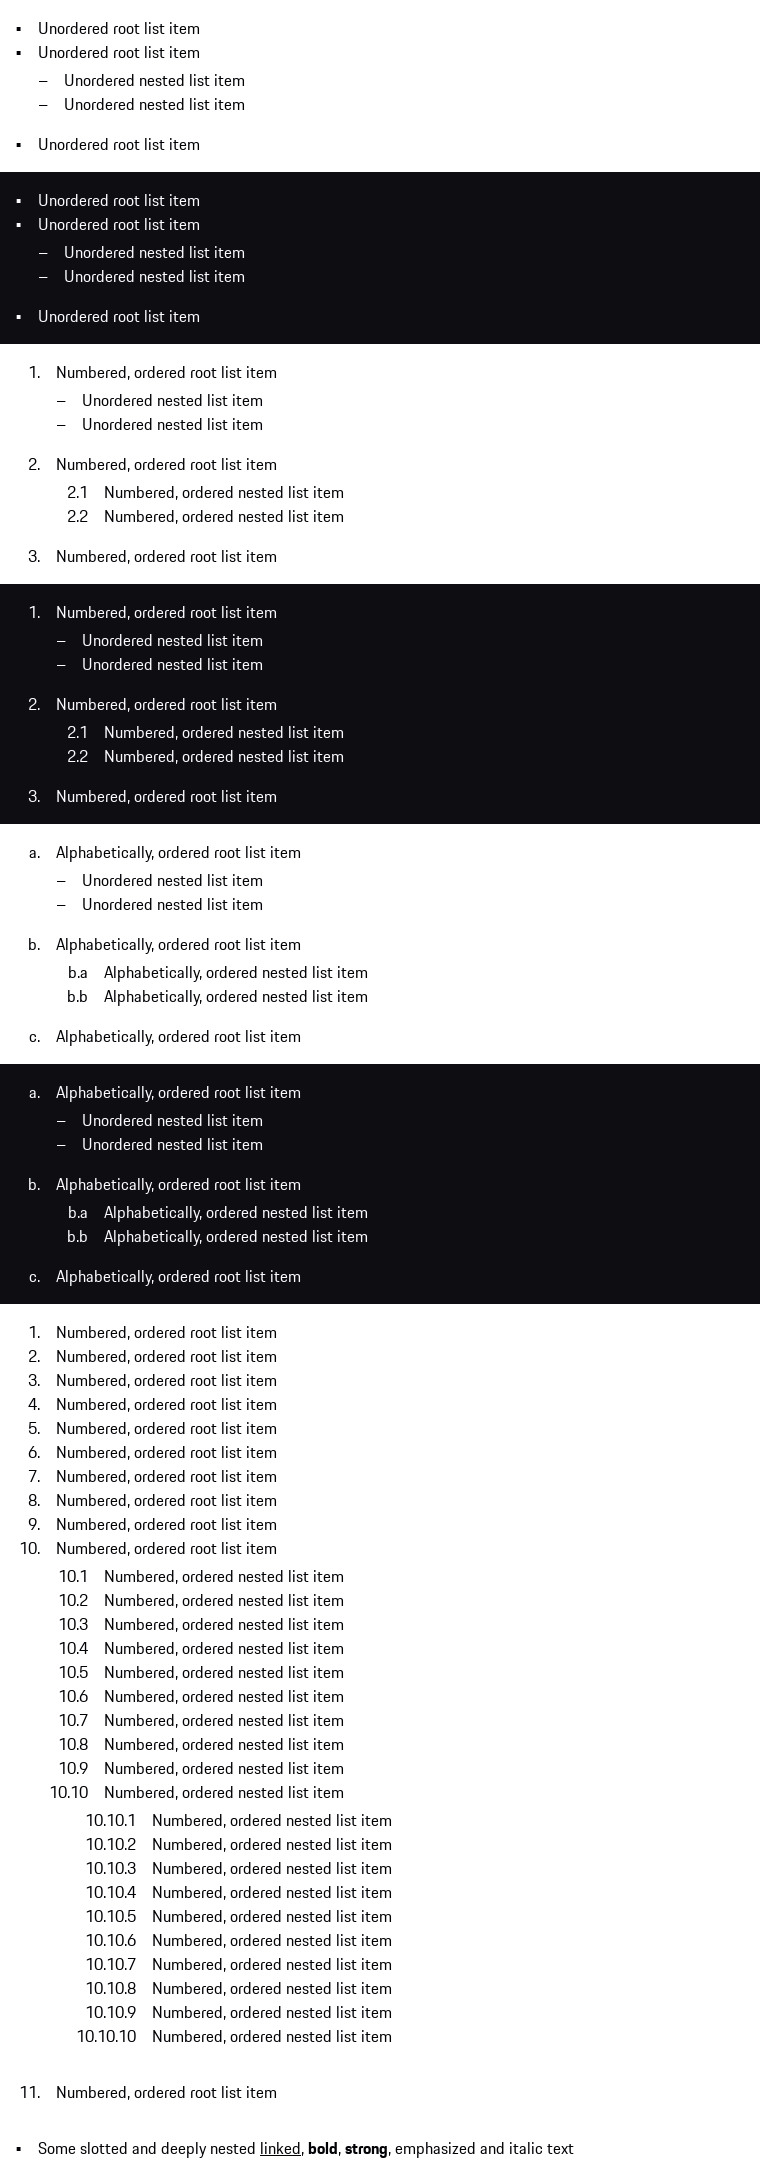 ▪ Unordered root list item
▪ Unordered root list item
– Unordered nested list item
– Unordered nested list item
▪ Unordered root list item
▪ Unordered root list item
▪ Unordered root list item
– Unordered nested list item
– Unordered nested list item
▪ Unordered root list item
1. Numbered, ordered root list item
– Unordered nested list item
– Unordered nested list item
2. Numbered, ordered root list item
2.1 Numbered, ordered nested list item
2.2 Numbered, ordered nested list item
3. Numbered, ordered root list item
1. Numbered, ordered root list item
– Unordered nested list item
– Unordered nested list item
2. Numbered, ordered root list item
2.1 Numbered, ordered nested list item
2.2 Numbered, ordered nested list item
3. Numbered, ordered root list item
a. Alphabetically, ordered root list item
– Unordered nested list item
– Unordered nested list item
b. Alphabetically, ordered root list item
b.a Alphabetically, ordered nested list item
b.b Alphabetically, ordered nested list item
c. Alphabetically, ordered root list item
a. Alphabetically, ordered root list item
– Unordered nested list item
– Unordered nested list item
b. Alphabetically, ordered root list item
b.a Alphabetically, ordered nested list item
b.b Alphabetically, ordered nested list item
c. Alphabetically, ordered root list item
1. Numbered, ordered root list item
2. Numbered, ordered root list item
3. Numbered, ordered root list item
4. Numbered, ordered root list item
5. Numbered, ordered root list item
6. Numbered, ordered root list item
7. Numbered, ordered root list item
8. Numbered, ordered root list item
9. Numbered, ordered root list item
10. Numbered, ordered root list item
10.1 Numbered, ordered nested list item
10.2 Numbered, ordered nested list item
10.3 Numbered, ordered nested list item
10.4 Numbered, ordered nested list item
10.5 Numbered, ordered nested list item
10.6 Numbered, ordered nested list item
10.7 Numbered, ordered nested list item
10.8 Numbered, ordered nested list item
10.9 Numbered, ordered nested list item
10.10 Numbered, ordered nested list item
10.10.1 Numbered, ordered nested list item
10.10.2 Numbered, ordered nested list item
10.10.3 Numbered, ordered nested list item
10.10.4 Numbered, ordered nested list item
10.10.5 Numbered, ordered nested list item
10.10.6 Numbered, ordered nested list item
10.10.7 Numbered, ordered nested list item
10.10.8 Numbered, ordered nested list item
10.10.9 Numbered, ordered nested list item
10.10.10 Numbered, ordered nested list item
11. Numbered, ordered root list item
▪ Some slotted and deeply nested linked, bold, strong, emphasized and italic text